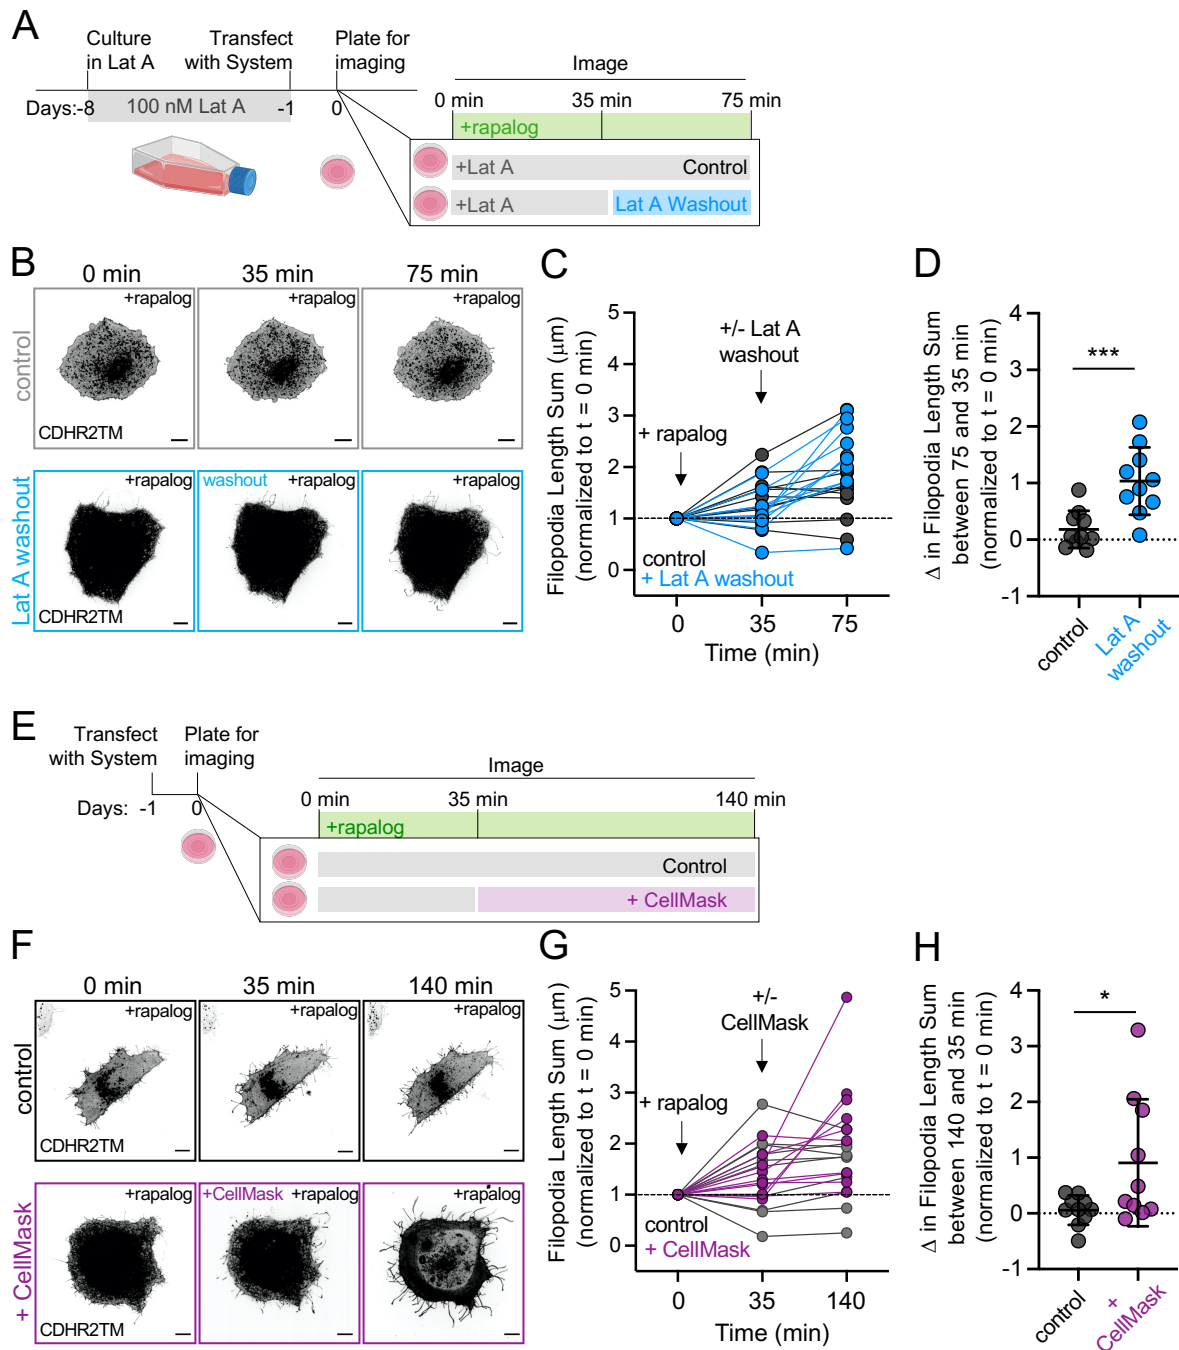 A
Culture
in Lat A
Transfect
with System
Plate for
imaging
Image
Days:-8
100 nM Lat A
-1
0
0 min
35 min
75 min
+rapalog
+Lat A
Control
+Lat A
Lat A Washout
B
0 min
35 min
75 min
control
+rapalog
+rapalog
+rapalog
CDHR2TM
Lat A washout
+rapalog
washout
+rapalog
+rapalog
CDHR2TM
C
Filopodia Length Sum (μm)
(normalized to t = 0 min)
5
4
3
2
1
0
+/- Lat A
washout
+ rapalog
control
+ Lat A washout
0
35
75
Time (min)
D
Δ in Filopodia Length Sum
between 75 and 35 min
(normalized to t = 0 min)
4
3
2
1
0
-1
***
control
Lat A
washout
E
Transfect
with System
Plate for
imaging
Image
Days:
-1
0
0 min
35 min
140 min
+rapalog
Control
+ CellMask
F
0 min
35 min
140 min
control
+rapalog
+rapalog
+rapalog
CDHR2TM
+ CellMask
+rapalog
+CellMask
+rapalog
+rapalog
CDHR2TM
G
Filopodia Length Sum (μm)
(normalized to t = 0 min)
5
4
3
2
1
0
+/-
CellMask
+ rapalog
control
+ CellMask
0
35
140
Time (min)
H
Δ in Filopodia Length Sum
between 140 and 35 min
(normalized to t = 0 min)
4
3
2
1
0
-1
*
control
+
CellMask